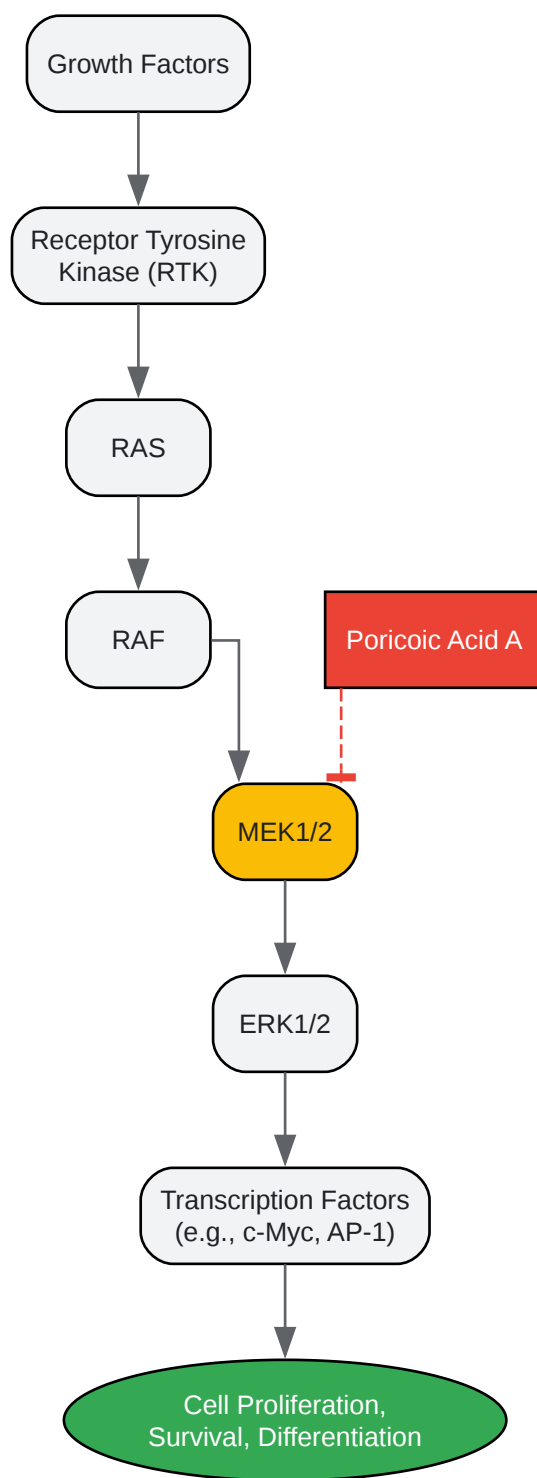 Growth Factors
Receptor Tyrosine
Kinase (RTK)
RAS
RAF
Poricoic Acid A
MEK1/2
ERK1/2
Transcription Factors
(e.g., c-Myc, AP-1)
Cell Proliferation,
Survival, Differentiation